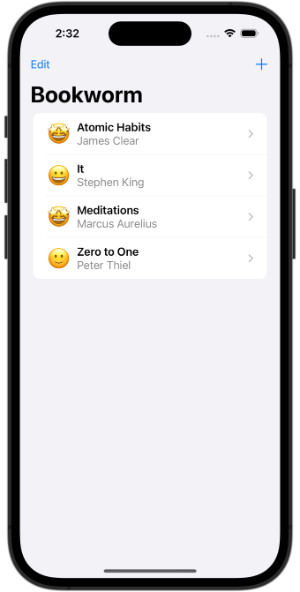 2:32
Edit
Bookworm
Atomic Habits
James Clear
It
Stephen King
Meditations
Marcus Aurelius
Zero to One
Peter Thiel